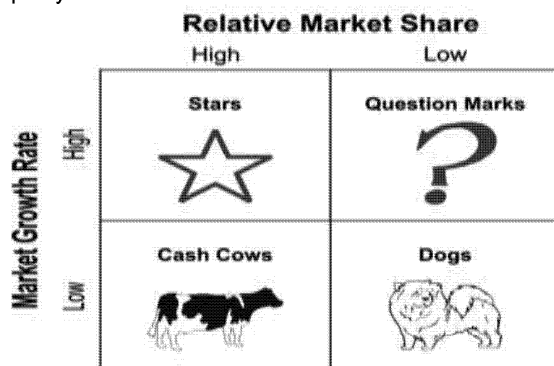 Relative Market Share
High Low
Stars Question Marks
Market Growth Rate
High
?
Cash Cows Dogs
Low